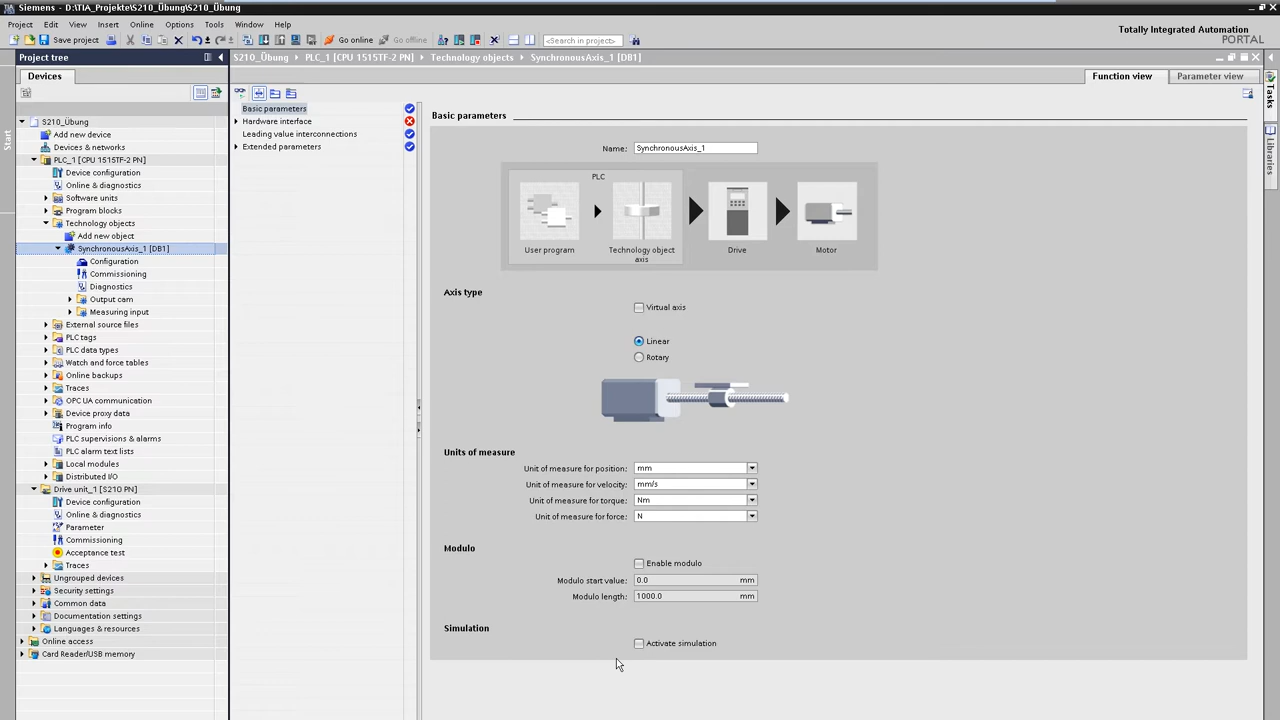 Siemens - D:\TIA_Projekte\S210_Übung\S210_Übung
Project Edit View Insert Online Options Tools Window Help
Totally Integrated Automation
PORTAL
Save project Go online Go offline <Search in project>
Project tree
S210_Übung PLC_1 [CPU 1515TF-2 PN] Technology objects SynchronousAxis_1 [DB1]
Devices
Function view Parameter view
Start
Tasks
Libraries
S210_Übung
Add new device
Devices & networks
PLC_1 [CPU 1515TF-2 PN]
Device configuration
Online & diagnostics
Software units
Program blocks
Technology objects
Add new object
SynchronousAxis_1 [DB1]
Configuration
Commissioning
Diagnostics
Output cam
Measuring input
External source files
PLC tags
PLC data types
Watch and force tables
Online backups
Traces
OPC UA communication
Device proxy data
Program info
PLC supervisions & alarms
PLC alarm text lists
Local modules
Distributed I/O
Drive unit_1 [S210 PN]
Device configuration
Online & diagnostics
Parameter
Commissioning
Acceptance test
Traces
Ungrouped devices
Security settings
Common data
Documentation settings
Languages & resources
Online access
Card Reader/USB memory
Basic parameters
Hardware interface
Leading value interconnections
Extended parameters
Basic parameters
Name: SynchronousAxis_1
PLC
User program
Technology object axis
Drive
Motor
Axis type
Virtual axis
Linear
Rotary
Units of measure
Unit of measure for position: mm
Unit of measure for velocity: mm/s
Unit of measure for torque: Nm
Unit of measure for force: N
Modulo
Enable modulo
Modulo start value: 0.0 mm
Modulo length: 1000.0 mm
Simulation
Activate simulation